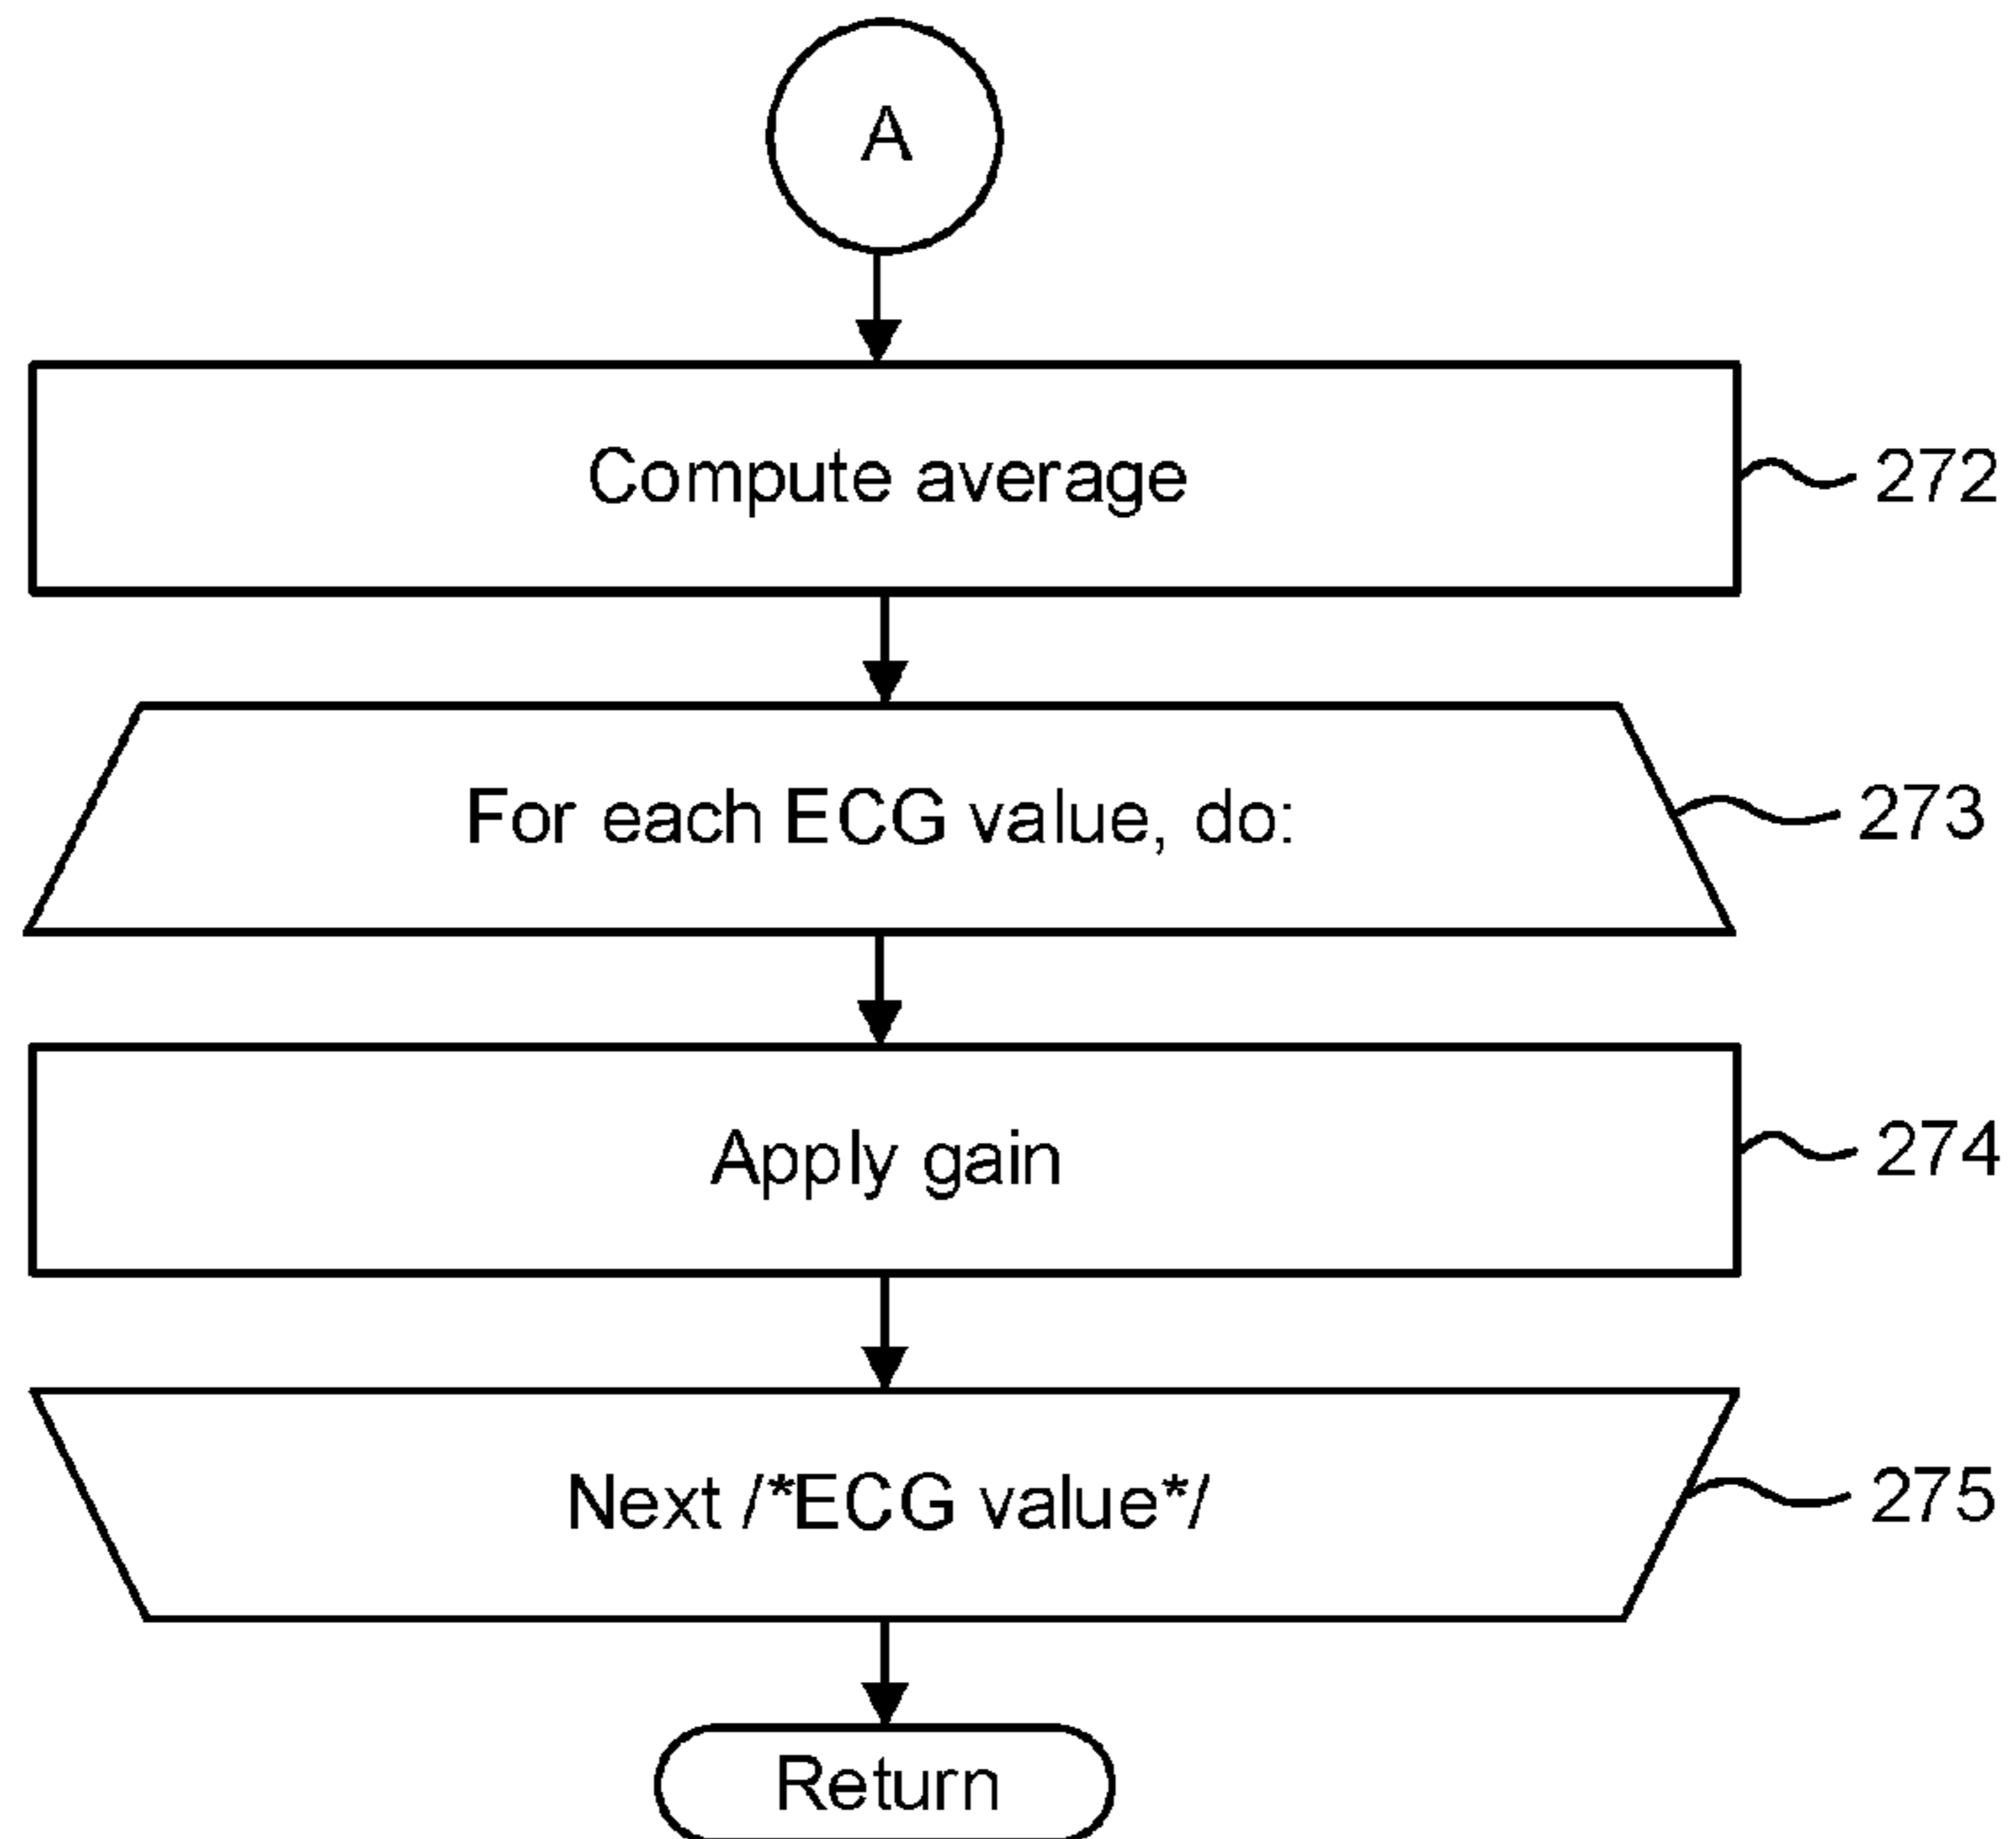 A
Compute average
272
For each ECG value, do:
273
Apply gain
274
Next /*ECG value*/
275
Return